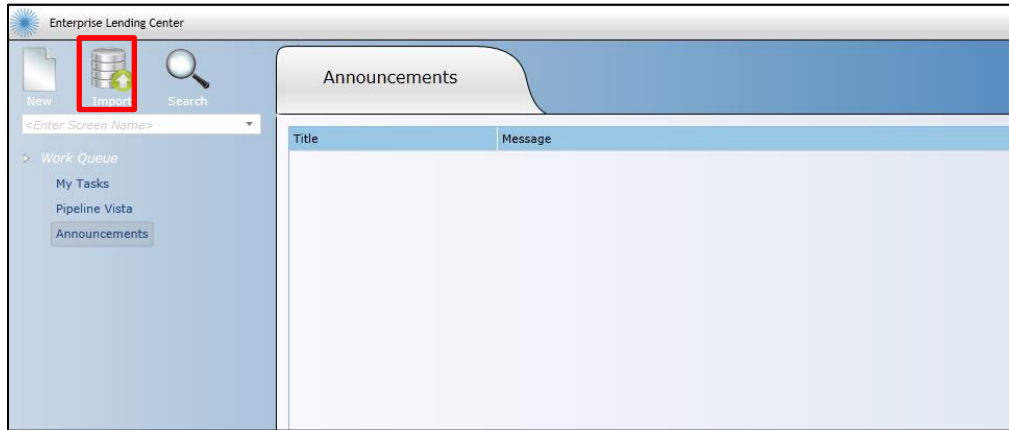 Enterprise Lending Center
New Import Search
<Enter Screen Name>
Work Queue
My Tasks
Pipeline Vista
Announcements
Announcements
Title Message